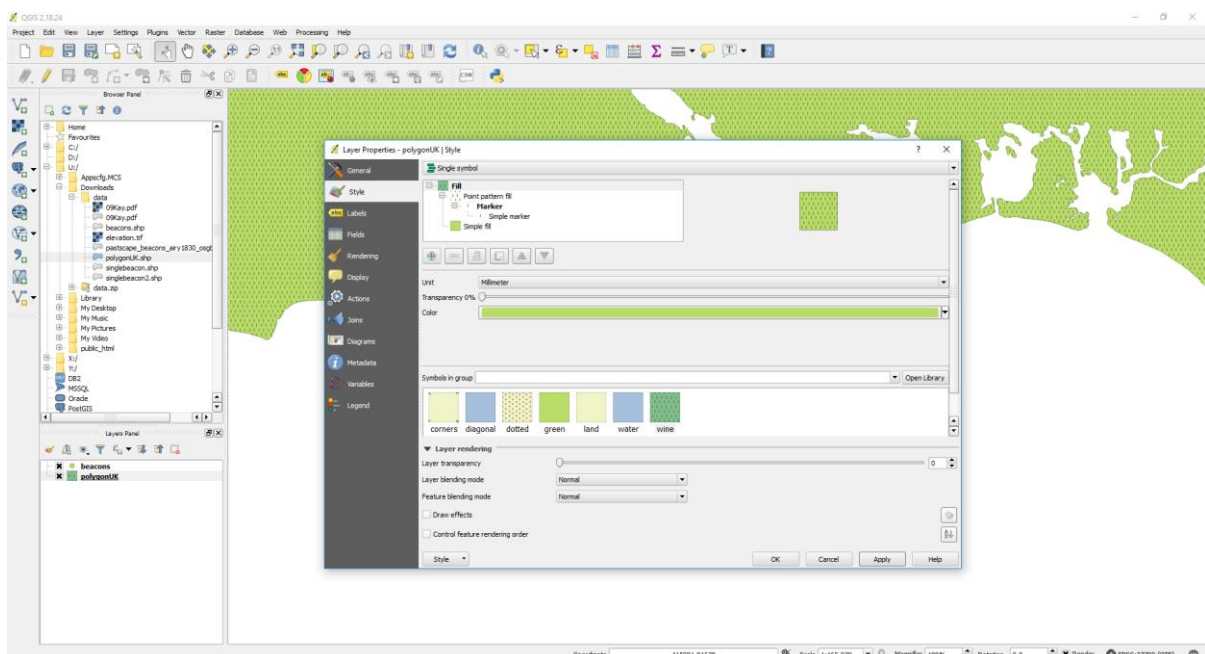 QGIS 2.18.24
Project Edit View Layer Settings Plugins Vector Raster Database Web Processing Help
Browser Panel
Home
Favourites
C:/
D:/
U:/
Appscfg.MCS
Downloads
data
09Kay.pdf
09Kay.pdf
beacons.shp
elevation.tif
pastscape_beacons_airy1830_osgb
polygonUK.shp
singlebeacon.shp
singlebeacon2.shp
data.zip
Library
My Desktop
My Music
My Pictures
My Video
public_html
X:/
Y:/
DB2
MSSQL
Oracle
PostGIS
Layers Panel
beacons
polygonUK
Layer Properties - polygonUK | Style
General
Style
Labels
Fields
Rendering
Display
Actions
Joins
Diagrams
Metadata
Variables
Legend
Single symbol
Fill
Point pattern fill
Marker
Simple marker
Simple fill
Unit Millimeter
Transparency 0%
Color
Symbols in group Open Library
corners diagonal dotted green land water wine
Layer rendering
Layer transparency 0
Layer blending mode Normal
Feature blending mode Normal
Draw effects
Control feature rendering order
Style OK Cancel Apply Help